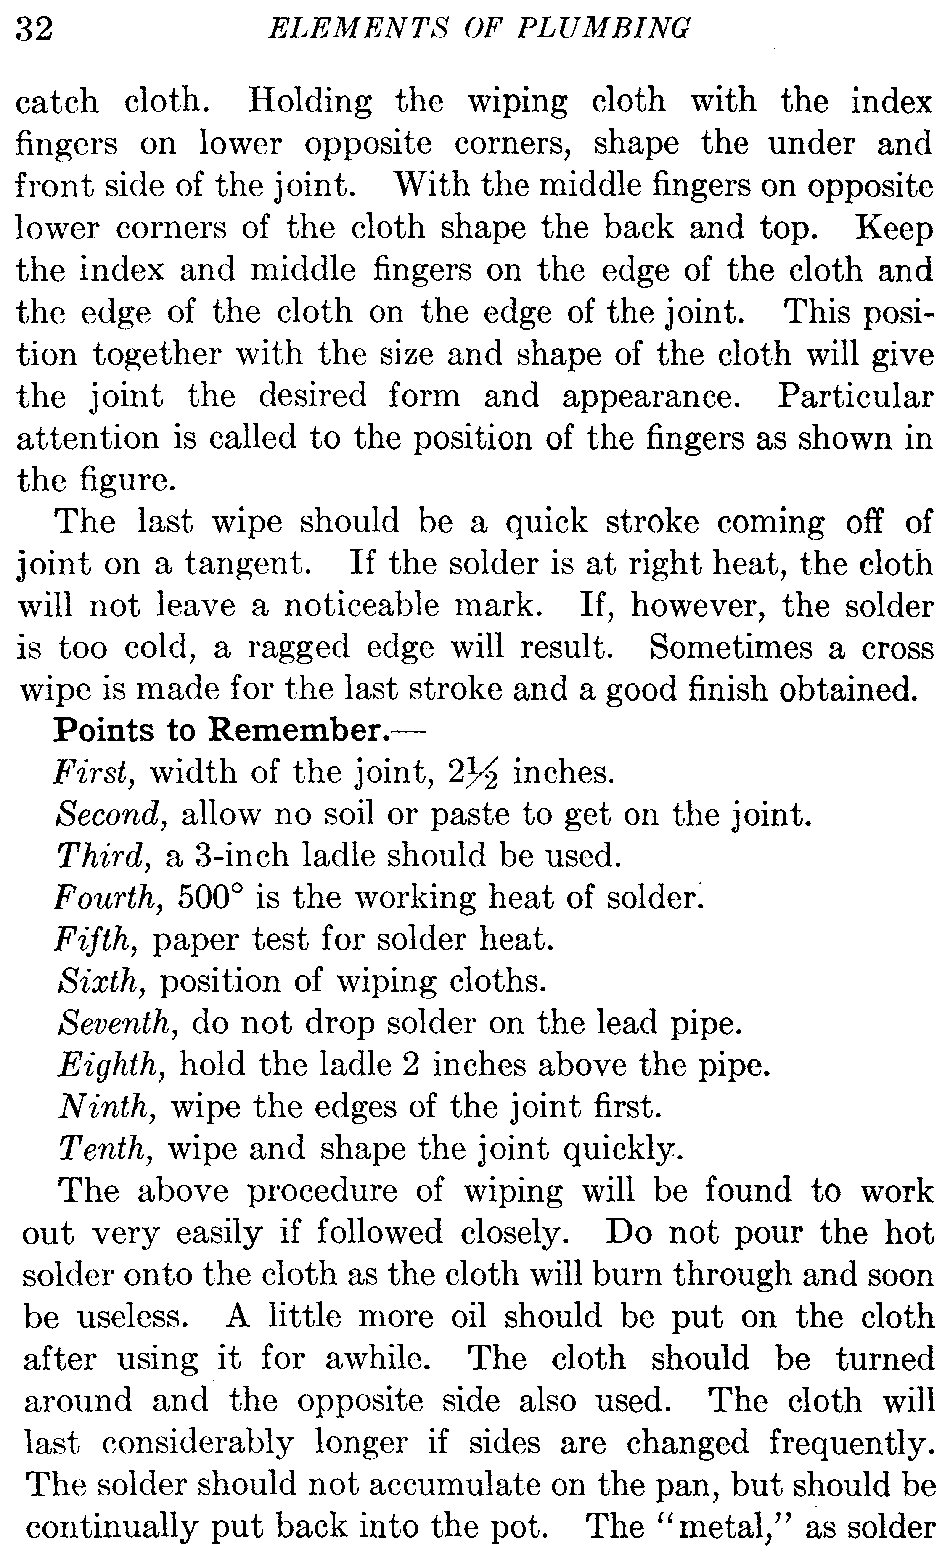 32 ELEMENTS OF PLUMBING
catch cloth. Holding the wiping cloth with the index
fingers on lower opposite corners, shape the under and
front side of the joint. With the middle fingers on opposite
lower corners of the cloth shape the back and top. Keep
the index and middle fingers on the edge of the cloth and
the edge of the cloth on the edge of the joint. This posi-
tion together with the size and shape of the cloth will give
the joint the desired form and appearance. Particular
attention is called to the position of the fingers as shown in
the figure.
The last wipe should be a quick stroke coming off of
joint on a tangent. If the solder is at right heat, the cloth
will not leave a noticeable mark. If, however, the solder
is too cold, a ragged edge will result. Sometimes a cross
wipe is made for the last stroke and a good finish obtained.
Points to Remember.—
First, width of the joint, 2½ inches.
Second, allow no soil or paste to get on the joint.
Third, a 3-inch ladle should be used.
Fourth, 500° is the working heat of solder.
Fifth, paper test for solder heat.
Sixth, position of wiping cloths.
Seventh, do not drop solder on the lead pipe.
Eighth, hold the ladle 2 inches above the pipe.
Ninth, wipe the edges of the joint first.
Tenth, wipe and shape the joint quickly.
The above procedure of wiping will be found to work
out very easily if followed closely. Do not pour the hot
solder onto the cloth as the cloth will burn through and soon
be useless. A little more oil should be put on the cloth
after using it for awhile. The cloth should be turned
around and the opposite side also used. The cloth will
last considerably longer if sides are changed frequently.
The solder should not accumulate on the pan, but should be
continually put back into the pot. The "metal," as solder